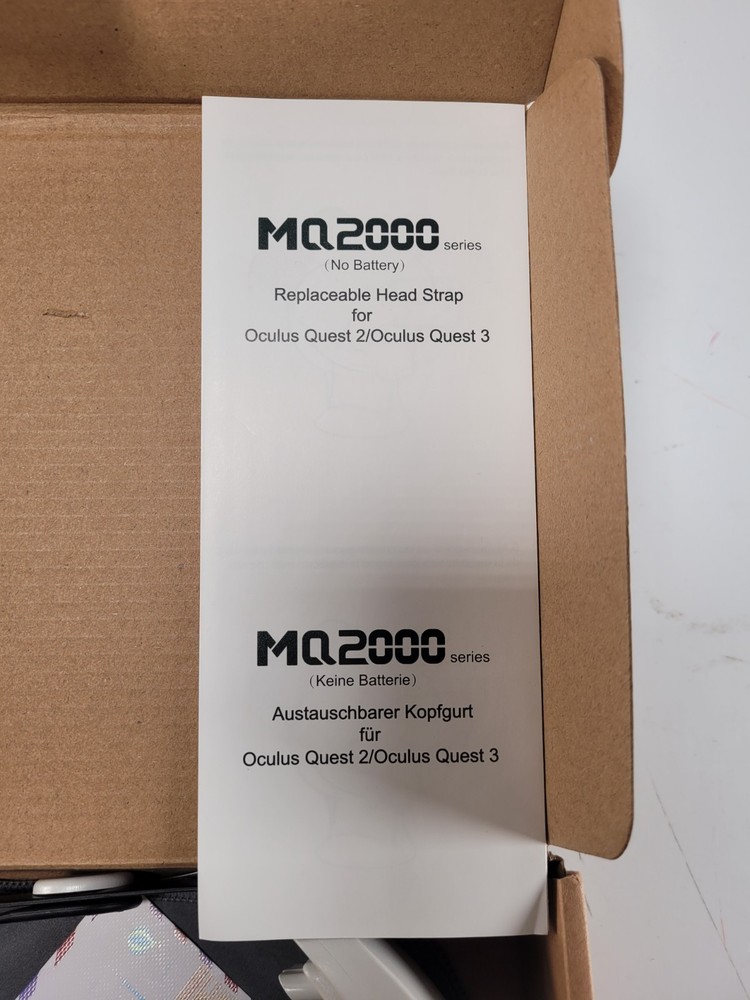 MQ2000 series
(No Battery)
Replaceable Head Strap
for
Oculus Quest 2/Oculus Quest 3
MQ2000 series
(Keine Batterie)
Austauschbarer Kopfgurt
für
Oculus Quest 2/Oculus Quest 3